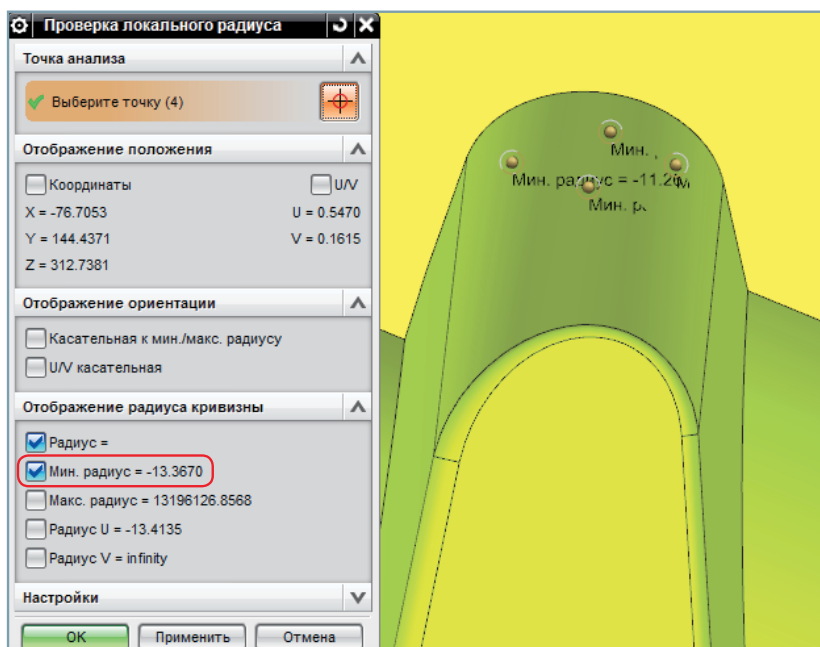 Проверка локального радиуса
Точка анализа
Выберите точку (4)
Отображение положения
Координаты U/V
X = -76.7053 U = 0.5470
Y = 144.4371 V = 0.1615
Z = 312.7381
Отображение ориентации
Касательная к мин./макс. радиусу
U/V касательная
Отображение радиуса кривизны
Радиус =
Мин. радиус = -13.3670
Макс. радиус = 13196126.8568
Радиус U = -13.4135
Радиус V = infinity
Настройки
OK Применить Отмена
Мин.
Мин. радиус = -11.2
Мин.